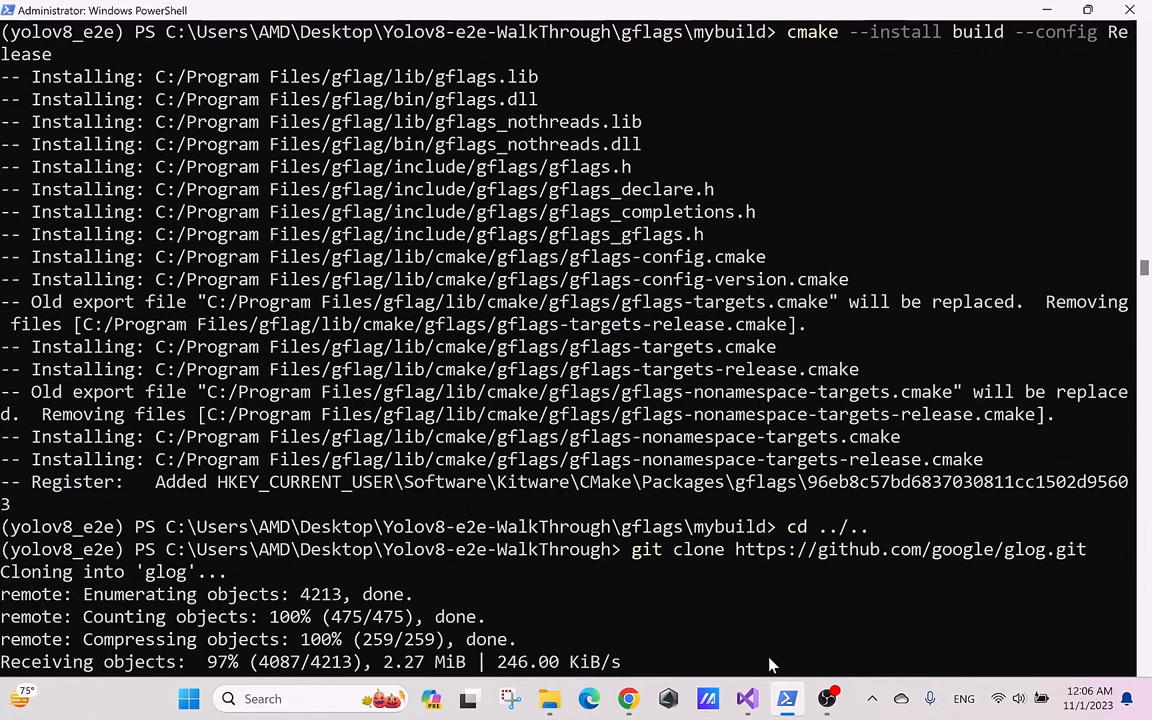 Administrator: Windows PowerShell
(yolov8_e2e) PS C:\Users\AMD\Desktop\Yolov8-e2e-WalkThrough\gflags\mybuild> cmake --install build --config Re
lease
-- Installing: C:/Program Files/gflag/lib/gflags.lib
-- Installing: C:/Program Files/gflag/bin/gflags.dll
-- Installing: C:/Program Files/gflag/lib/gflags_nothreads.lib
-- Installing: C:/Program Files/gflag/bin/gflags_nothreads.dll
-- Installing: C:/Program Files/gflag/include/gflags/gflags.h
-- Installing: C:/Program Files/gflag/include/gflags/gflags_declare.h
-- Installing: C:/Program Files/gflag/include/gflags/gflags_completions.h
-- Installing: C:/Program Files/gflag/include/gflags/gflags_gflags.h
-- Installing: C:/Program Files/gflag/lib/cmake/gflags/gflags-config.cmake
-- Installing: C:/Program Files/gflag/lib/cmake/gflags/gflags-config-version.cmake
-- Old export file "C:/Program Files/gflag/lib/cmake/gflags/gflags-targets.cmake" will be replaced.  Removing
 files [C:/Program Files/gflag/lib/cmake/gflags/gflags-targets-release.cmake].
-- Installing: C:/Program Files/gflag/lib/cmake/gflags/gflags-targets.cmake
-- Installing: C:/Program Files/gflag/lib/cmake/gflags/gflags-targets-release.cmake
-- Old export file "C:/Program Files/gflag/lib/cmake/gflags/gflags-nonamespace-targets.cmake" will be replace
d.  Removing files [C:/Program Files/gflag/lib/cmake/gflags/gflags-nonamespace-targets-release.cmake].
-- Installing: C:/Program Files/gflag/lib/cmake/gflags/gflags-nonamespace-targets.cmake
-- Installing: C:/Program Files/gflag/lib/cmake/gflags/gflags-nonamespace-targets-release.cmake
-- Register:   Added HKEY_CURRENT_USER\Software\Kitware\CMake\Packages\gflags\96eb8c57bd6837030811cc1502d9560
3
(yolov8_e2e) PS C:\Users\AMD\Desktop\Yolov8-e2e-WalkThrough\gflags\mybuild> cd ../..
(yolov8_e2e) PS C:\Users\AMD\Desktop\Yolov8-e2e-WalkThrough> git clone https://github.com/google/glog.git
Cloning into 'glog'...
remote: Enumerating objects: 4213, done.
remote: Counting objects: 100% (475/475), done.
remote: Compressing objects: 100% (259/259), done.
Receiving objects:  97% (4087/4213), 2.27 MiB | 246.00 KiB/s
75°
Search
PRE
ENG
12:06 AM
11/1/2023